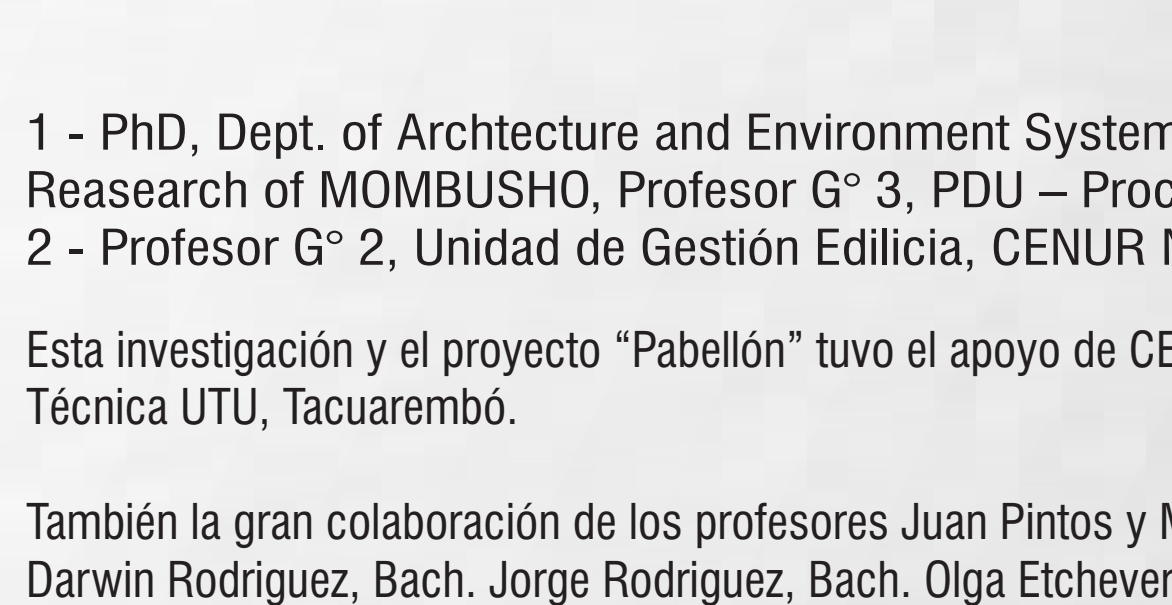 1 - PhD, Dept. of Archtecture and Environment System
Reasearch of MOMBUSHO, Profesor G° 3, PDU – Proc
2 - Profesor G° 2, Unidad de Gestión Edilicia, CENUR N
Esta investigación y el proyecto “Pabellón” tuvo el apoyo de CE
Técnica UTU, Tacuarembó.
También la gran colaboración de los profesores Juan Pintos y M
Darwin Rodriguez, Bach. Jorge Rodriguez, Bach. Olga Etchever